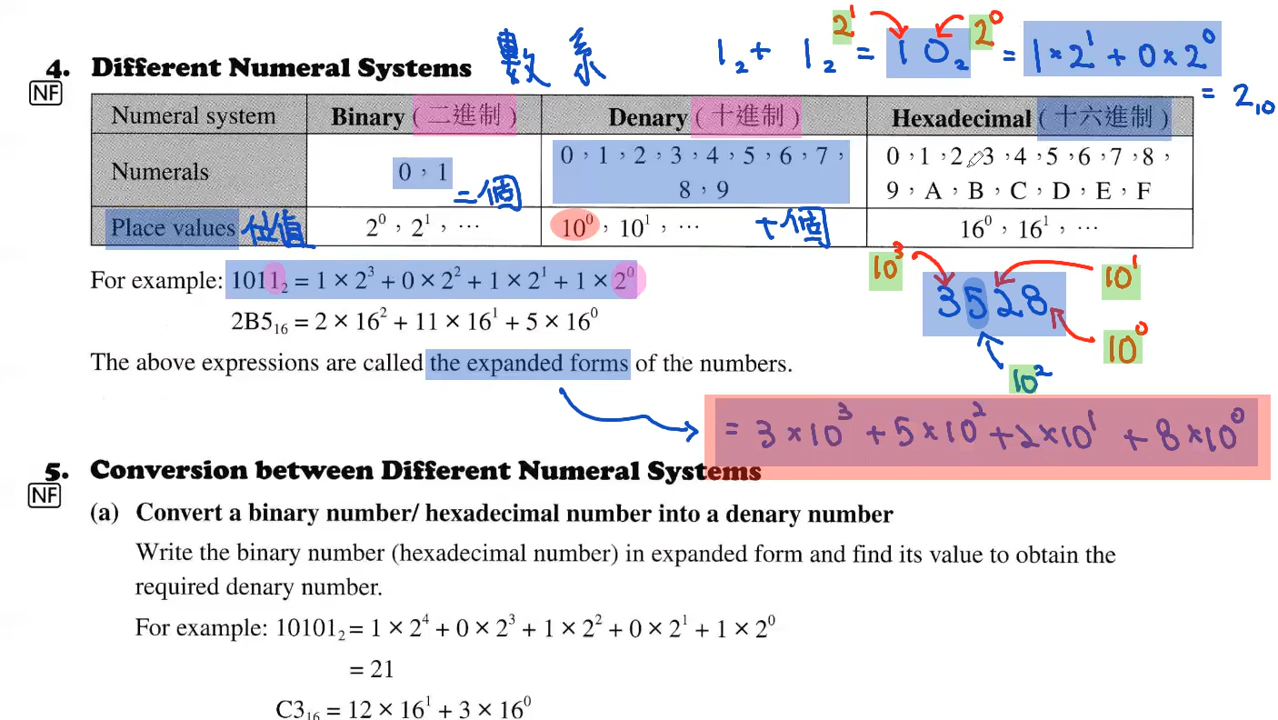 數 系
1₂ + 1₂ = 1 0₂ = 1 × 2¹ + 0 × 2⁰
2¹ 2⁰
= 2₁₀
4. Different Numeral Systems
NF
Numeral system Binary (二進制) Denary (十進制) Hexadecimal (十六進制)
Numerals 0,1 0,1,2,3,4,5,6,7, 0,1,2,3,4,5,6,7,8,
8,9 9,A,B,C,D,E,F
二個
Place values 位值 2⁰,2¹,⋯ 10⁰,10¹,⋯ 十個 16⁰,16¹,⋯
For example: 1011₂ = 1 × 2³ + 0 × 2² + 1 × 2¹ + 1 × 2⁰
10³ 10¹
3528
2B5₁₆ = 2 × 16² + 11 × 16¹ + 5 × 16⁰
10⁰
The above expressions are called the expanded forms of the numbers.
10²
= 3 × 10³ + 5 × 10² + 2 × 10¹ + 8 × 10⁰
5. Conversion between Different Numeral Systems
NF
(a) Convert a binary number/ hexadecimal number into a denary number
Write the binary number (hexadecimal number) in expanded form and find its value to obtain the
required denary number.
For example: 10101₂ = 1 × 2⁴ + 0 × 2³ + 1 × 2² + 0 × 2¹ + 1 × 2⁰
= 21
C3₁₆ = 12 × 16¹ + 3 × 16⁰